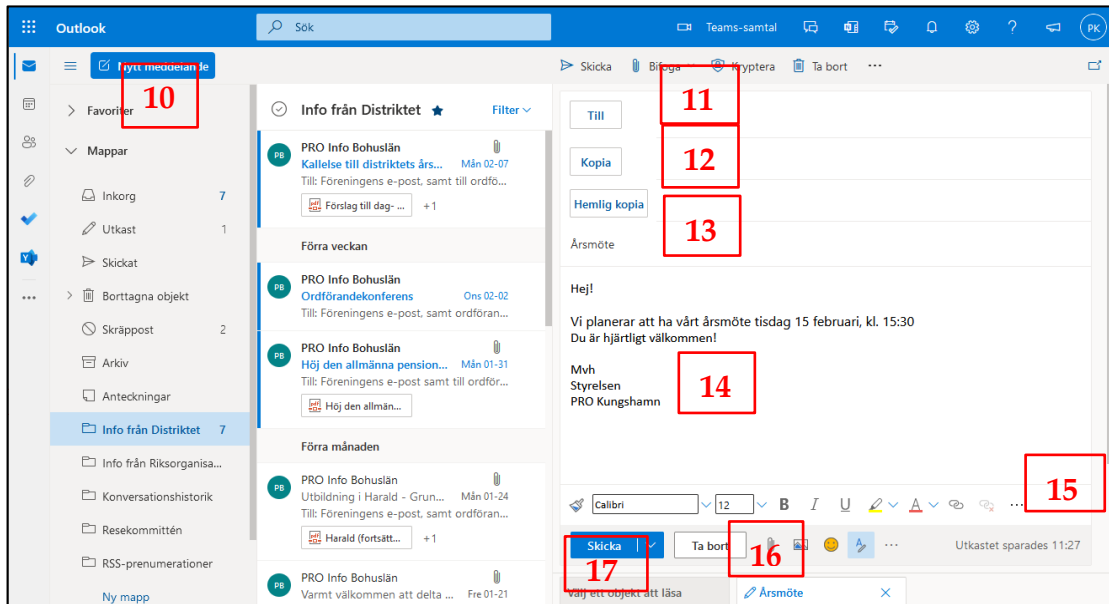 Outlook
Sök
Teams-samtal
PK
Nytt meddelande
10
Skicka
Bifoga
Kryptera
Ta bort
11
Favoriter
Mappar
Inkorg 7
Utkast 1
Skickat
Borttagna objekt
Skräppost 2
Arkiv
Anteckningar
Info från Distriktet 7
Info från Riksorganisa...
Konversationshistorik
Resekommittén
RSS-prenumerationer
Ny mapp
Info från Distriktet
Filter
PB
PRO Info Bohuslän
Kallelse till distriktets års... Mån 02-07
Till: Föreningens e-post, samt till ordfö...
pdf
Förslag till dag- ... +1
Förra veckan
PB
PRO Info Bohuslän
Ordförandekonferens Ons 02-02
Till: Föreningens e-post, samt ordföran...
PB
PRO Info Bohuslän
Höj den allmänna pension... Mån 01-31
Till: Föreningens e-post samt till ordför...
pdf
Höj den allmän...
Förra månaden
PB
PRO Info Bohuslän
Utbildning i Harald - Grun... Mån 01-24
Till: Föreningens e-post, samt ordföran...
pdf
Harald (fortsätt... +1
PB
PRO Info Bohuslän
Varmt välkommen att delta ... Fre 01-21
Till
Kopia
12
Hemlig kopia
13
Årsmöte
Hej!
Vi planerar att ha vårt årsmöte tisdag 15 februari, kl. 15:30
Du är hjärtligt välkommen!
Mvh
Styrelsen
PRO Kungshamn
14
15
Calibri 12 B I U A
Skicka
Ta bort
16
Utkastet sparades 11:27
17
Välj ett objekt att läsa
Årsmöte